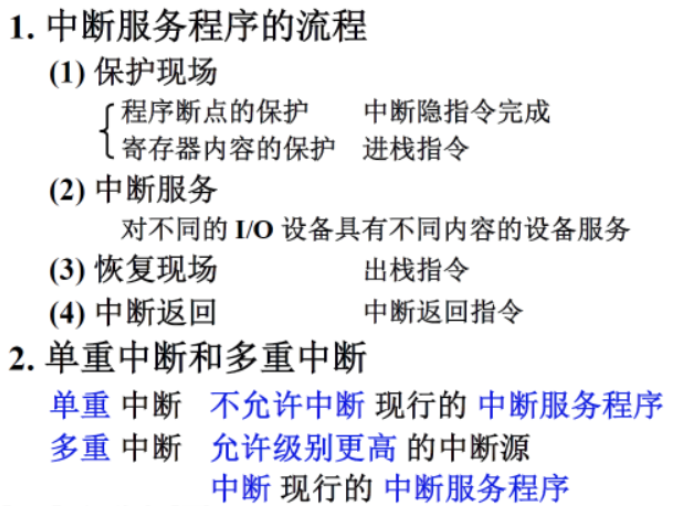 1. 中断服务程序的流程
(1) 保护现场
程序断点的保护 中断隐指令完成
寄存器内容的保护 进栈指令
(2) 中断服务
对不同的 I/O 设备具有不同内容的设备服务
(3) 恢复现场 出栈指令
(4) 中断返回 中断返回指令
2. 单重中断和多重中断
单重 中断 不允许中断 现行的 中断服务程序
多重 中断 允许级别更高 的中断源
中断 现行的 中断服务程序